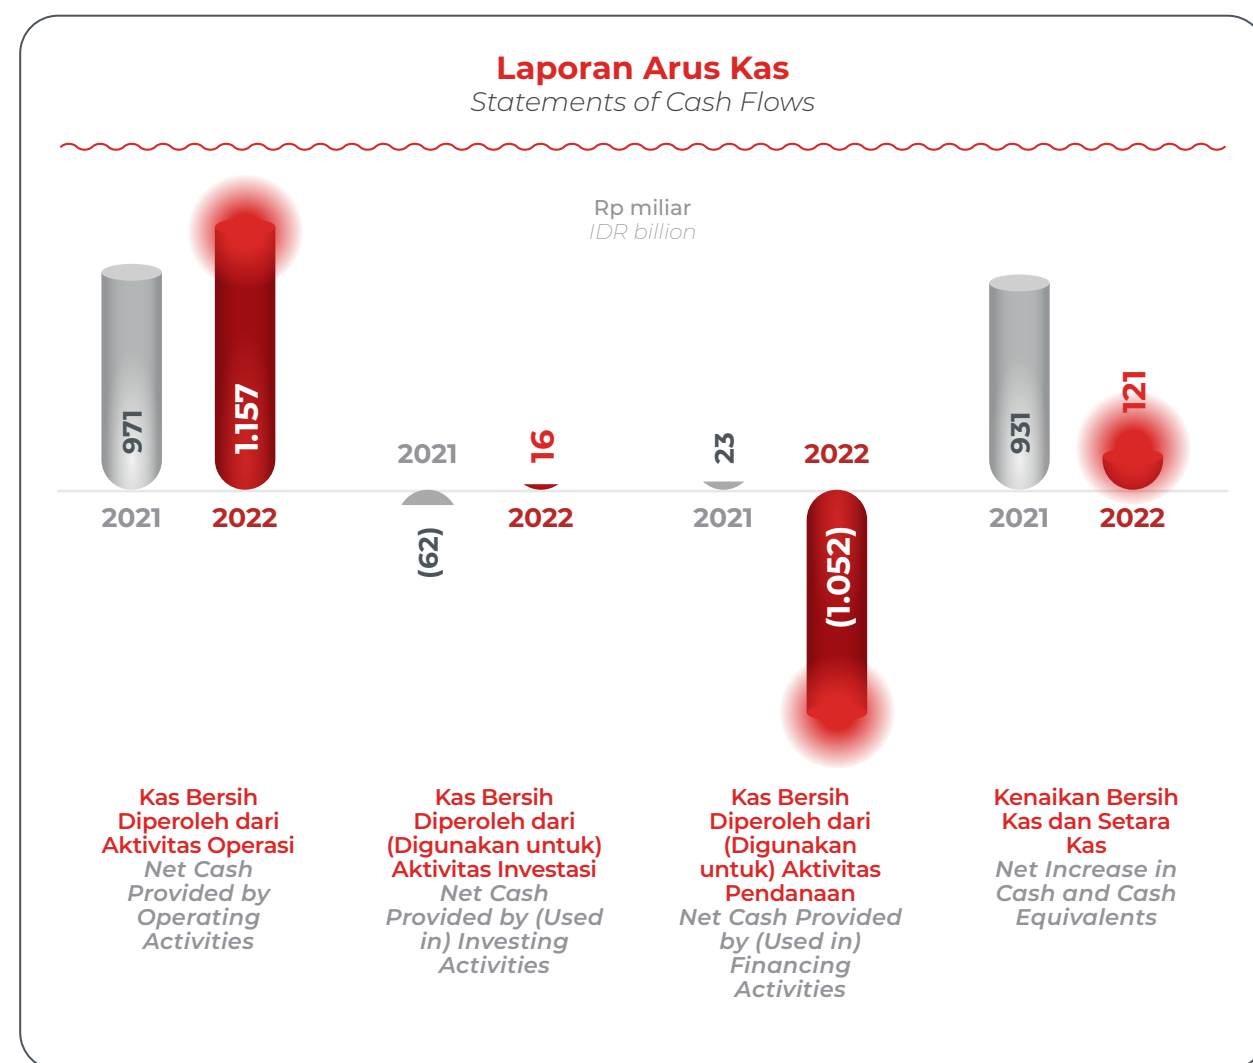 Laporan Arus Kas
Statements of Cash Flows
Rp miliar
IDR billion
971
1.157
2021
2022
2021
(62)
16
2022
23
2021
2022
(1.052)
931
121
2021
2022
Kas Bersih
Diperoleh dari
Aktivitas Operasi
Net Cash
Provided by
Operating
Activities
Kas Bersih
Diperoleh dari
(Digunakan untuk)
Aktivitas Investasi
Net Cash
Provided by (Used
in) Investing
Activities
Kas Bersih
Diperoleh dari
(Digunakan
untuk) Aktivitas
Pendanaan
Net Cash Provided
by (Used in)
Financing
Activities
Kenaikan Bersih
Kas dan Setara
Kas
Net Increase in
Cash and Cash
Equivalents